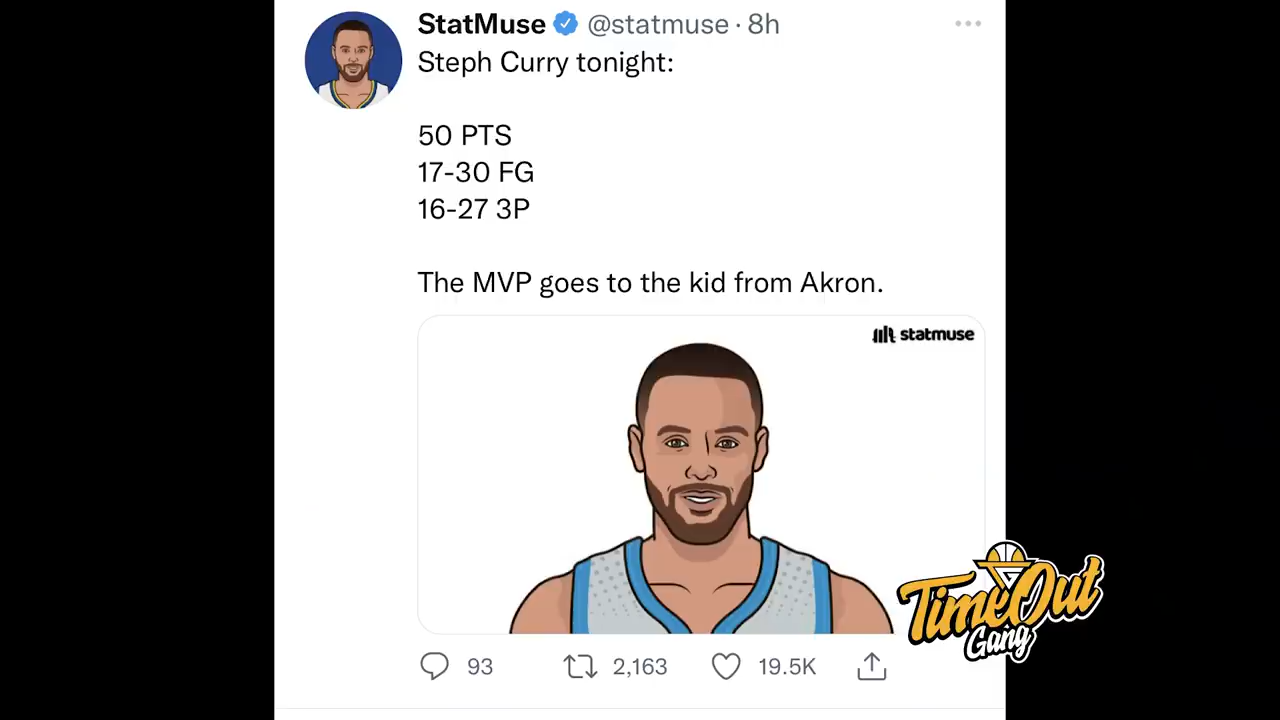 StatMuse @statmuse · 8h
Steph Curry tonight:
50 PTS
17-30 FG
16-27 3P
The MVP goes to the kid from Akron.
statmuse
93 2,163 19.5K
TimeOut
Gang